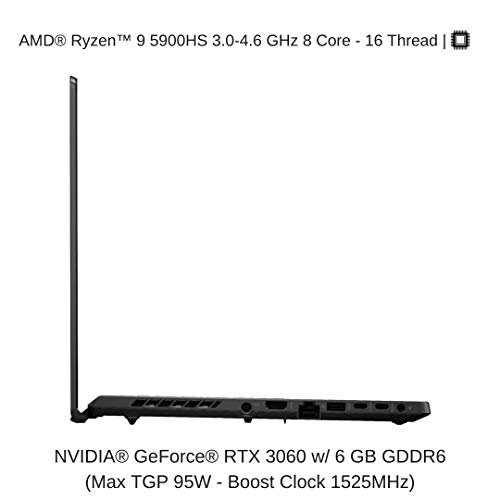 AMD® Ryzen™ 9 5900HS 3.0-4.6 GHz 8 Core - 16 Thread |
NVIDIA® GeForce® RTX 3060 w/ 6 GB GDDR6
(Max TGP 95W - Boost Clock 1525MHz)